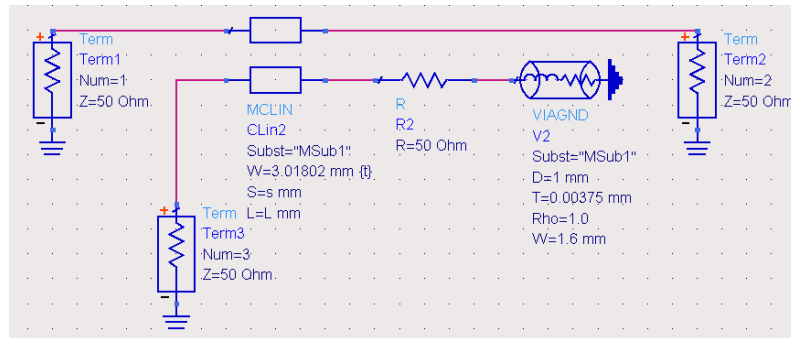 +
Term
Term1
Num=1
Z=50 Ohm
-
+
Term
Term2
Num=2
Z=50 Ohm
-
MCLIN
CLin2
Subst="MSub1"
W=3.01802 mm {t}
S=s mm
L=L mm
R
R2
R=50 Ohm
VIAGND
V2
Subst="MSub1"
D=1 mm
T=0.00375 mm
Rho=1.0
W=1.6 mm
+
Term
Term3
Num=3
Z=50 Ohm
-